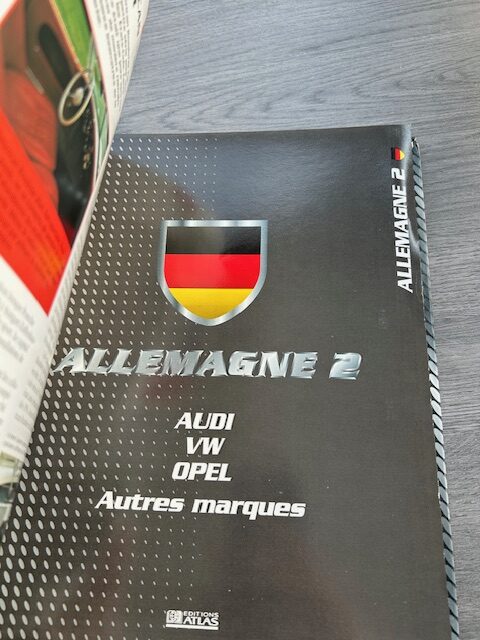 ALLEMAGNE 2
ALLEMAGNE 2
AUDI
VW
OPEL
Autres marques
EDITIONS
ATLAS